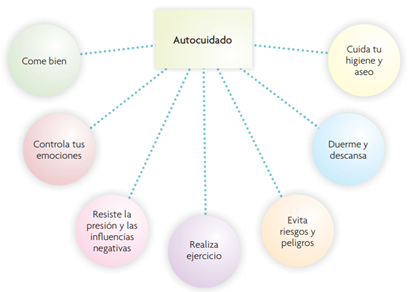 Autocuidado
Come bien
Cuida tu
higiene y
aseo
Controla tus
emociones
Duerme y
descansa
Resiste la
presión y las
influencias
negativas
Realiza
ejercicio
Evita
riesgos y
peligros